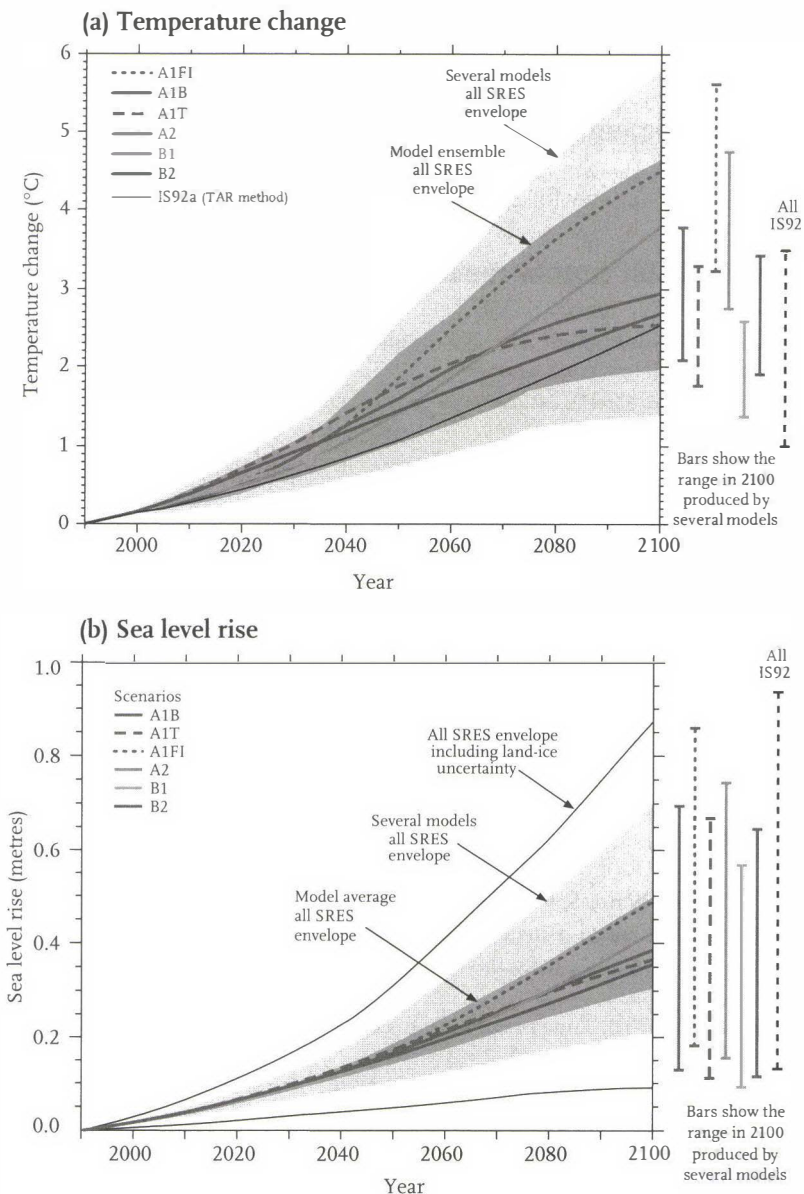 (a) Temperature change
6
5
4
3
2
1
0
Temperature change (°C)
A1FI
A1B
A1T
A2
B1
B2
IS92a (TAR method)
Several models
all SRES
envelope
Model ensemble
all SRES
envelope
All
IS92
Bars show the
range in 2100
produced by
several models
2000
2020
2040
2060
2080
2100
Year
(b) Sea level rise
1.0
0.8
0.6
0.4
0.2
0.0
Sea level rise (metres)
Scenarios
A1B
A1T
A1FI
A2
B1
B2
All SRES envelope
including land-ice
uncertainty
Several models
all SRES
envelope
Model average
all SRES
envelope
All
IS92
Bars show the
range in 2100
produced by
several models
2000
2020
2040
2060
2080
2100
Year